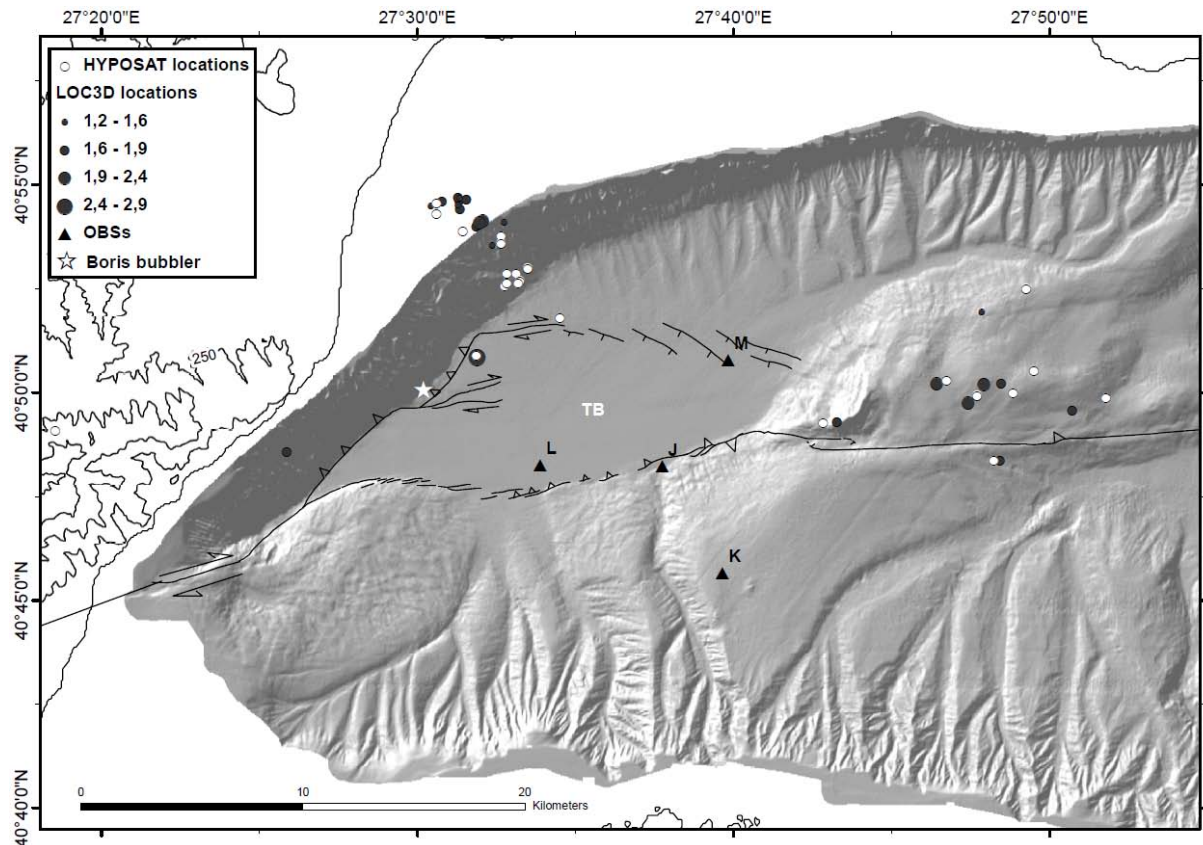 27°20'0"E 27°30'0"E 27°40'0"E 27°50'0"E
HYPOSAT locations
LOC3D locations
1,2 - 1,6
1,6 - 1,9
1,9 - 2,4
2,4 - 2,9
OBSs
Boris bubbler
40°55'0"N
250
M
40°50'0"N
TB
L
J
K
40°45'0"N
40°40'0"N
0 10 20 Kilometers